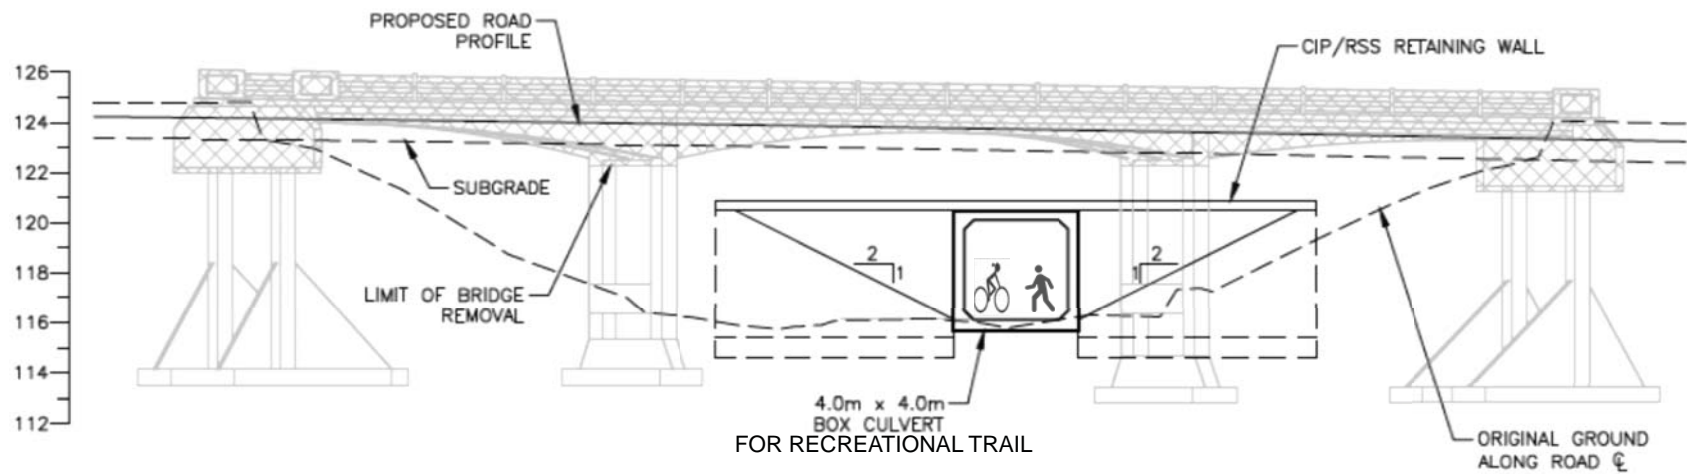 PROPOSED ROAD
PROFILE
CIP/RSS RETAINING WALL
126
124
122
120
118
116
114
112
SUBGRADE
2
1
2
1
LIMIT OF BRIDGE
REMOVAL
4.0m x 4.0m
BOX CULVERT
FOR RECREATIONAL TRAIL
ORIGINAL GROUND
ALONG ROAD ℄